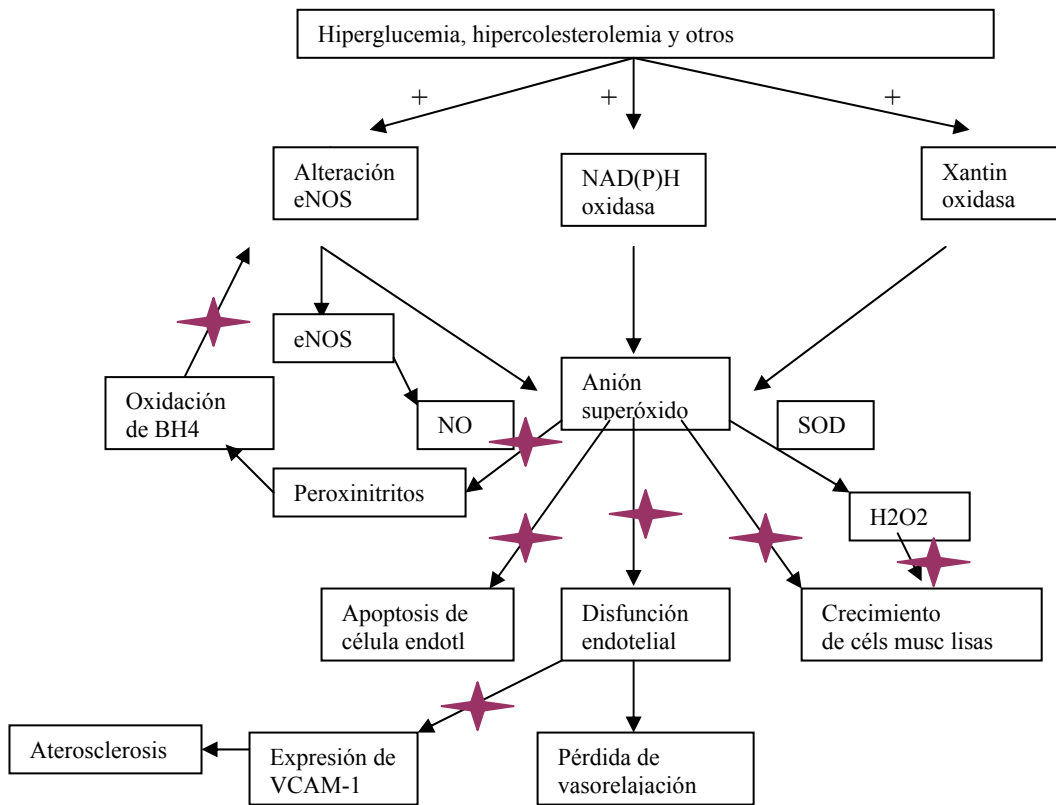 Hiperglucemia, hipercolesterolemia y otros
+
+
+
Alteración
eNOS
NAD(P)H
oxidasa
Xantin
oxidasa
eNOS
Anión
superóxido
Oxidación
de BH4
NO
SOD
Peroxinitritos
H2O2
Apoptosis de
célula endotl
Disfunción
endotelial
Crecimiento
de céls musc lisas
Aterosclerosis
Expresión de
VCAM-1
Pérdida de
vasorelajación